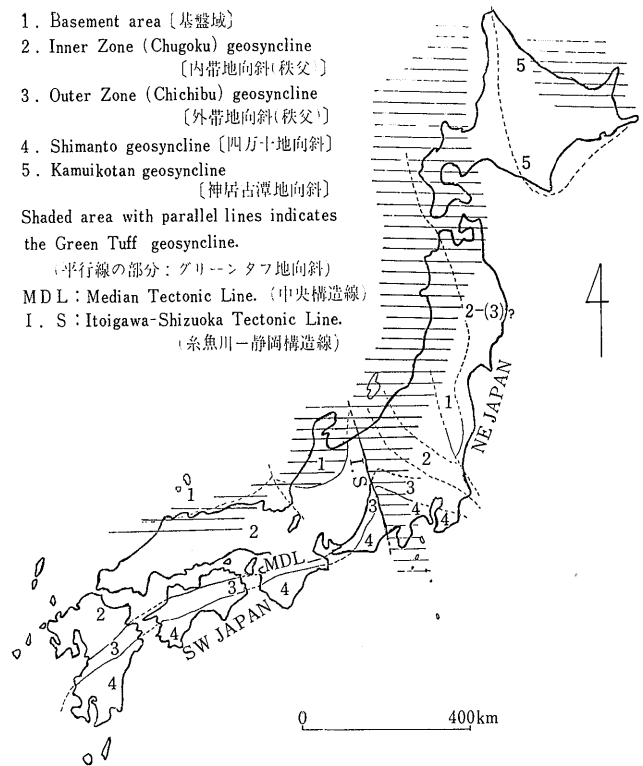 1. Basement area〔基盤域〕
2. Inner Zone (Chugoku) geosyncline
〔内帯地向斜(秩父)〕
3. Outer Zone (Chichibu) geosyncline
〔外帯地向斜(秩父)〕
4. Shimanto geosyncline〔四万十地向斜〕
5. Kamuikotan geosyncline
〔神居古潭地向斜〕
Shaded area with parallel lines indicates
the Green Tuff geosyncline.
(平行線の部分：グリーンタフ地向斜)
MDL：Median Tectonic Line.(中央構造線)
I.S：Itoigawa-Shizuoka Tectonic Line.
(糸魚川－静岡構造線)
5
5
2-(3)?
1
NE JAPAN
2
1
I.S
3
3
4
4
1
2
4
MDL
3
4
4
SW JAPAN
2
3
4
0 400km